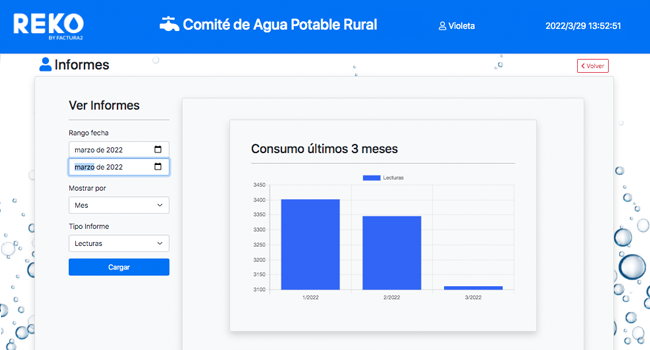 REKO
BY FACTURA2
Comité de Agua Potable Rural
Violeta
2022/3/29 13:52:51
Informes
Volver
Ver Informes
Rango fecha
marzo de 2022
marzo de 2022
Mostrar por
Mes
Tipo Informe
Lecturas
Cargar
Consumo últimos 3 meses
Lecturas
3450
3400
3350
3300
3250
3200
3150
3100
1/2022
2/2022
3/2022